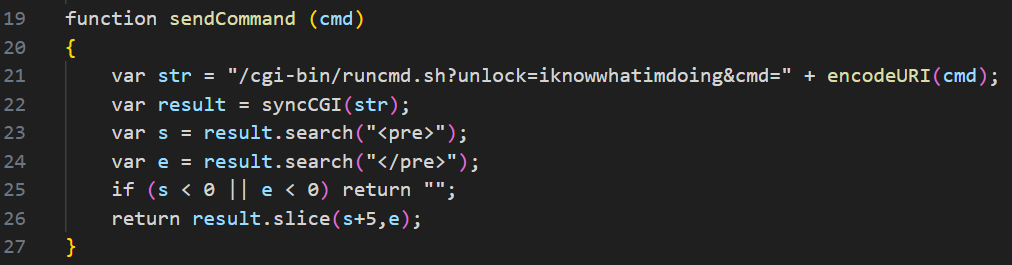 19 function sendCommand (cmd)
20 {
21     var str = "/cgi-bin/runcmd.sh?unlock=iknowwhatimdoing&cmd=" + encodeURI(cmd);
22     var result = syncCGI(str);
23     var s = result.search("<pre>");
24     var e = result.search("</pre>");
25     if (s < 0 || e < 0) return "";
26     return result.slice(s+5,e);
27 }